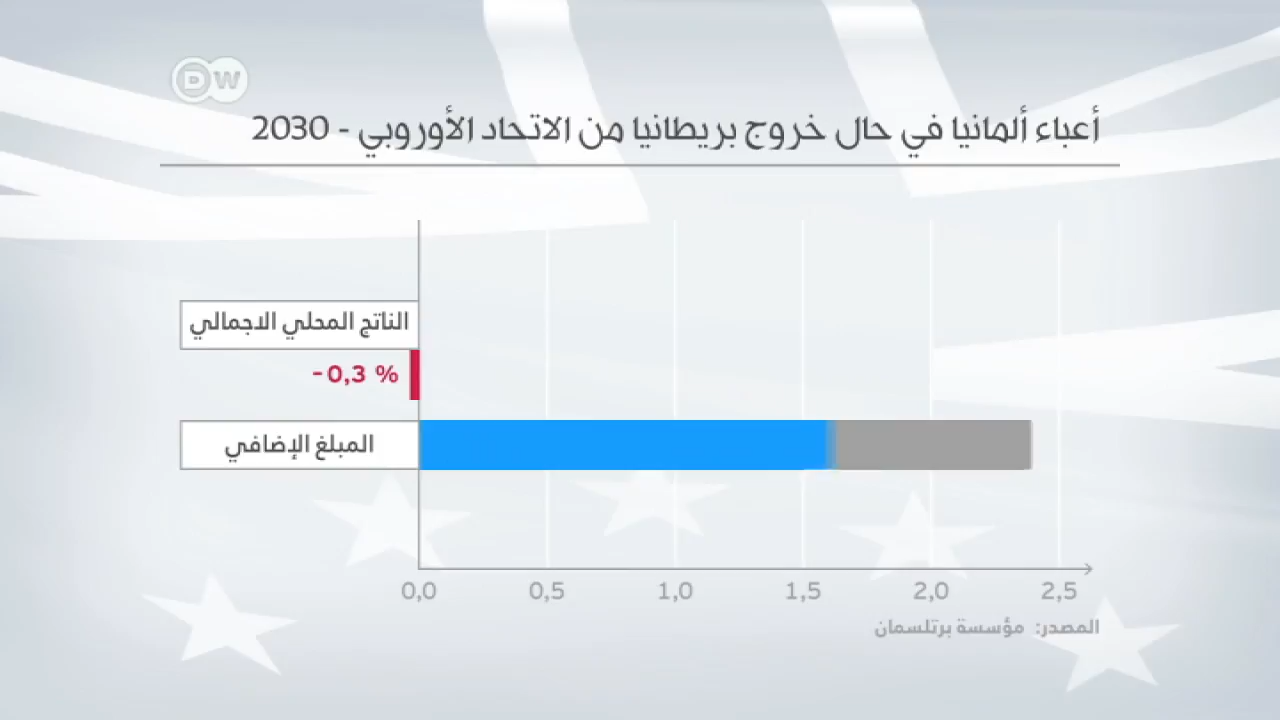 DW
أعباء ألمانيا في حال خروج بريطانيا من الاتحاد الأوروبي - 2030
الناتج المحلي الاجمالي
-0,3 %
المبلغ الإضافي
0,0 0,5 1,0 1,5 2,0 2,5
المصدر: مؤسسة برتلسمان